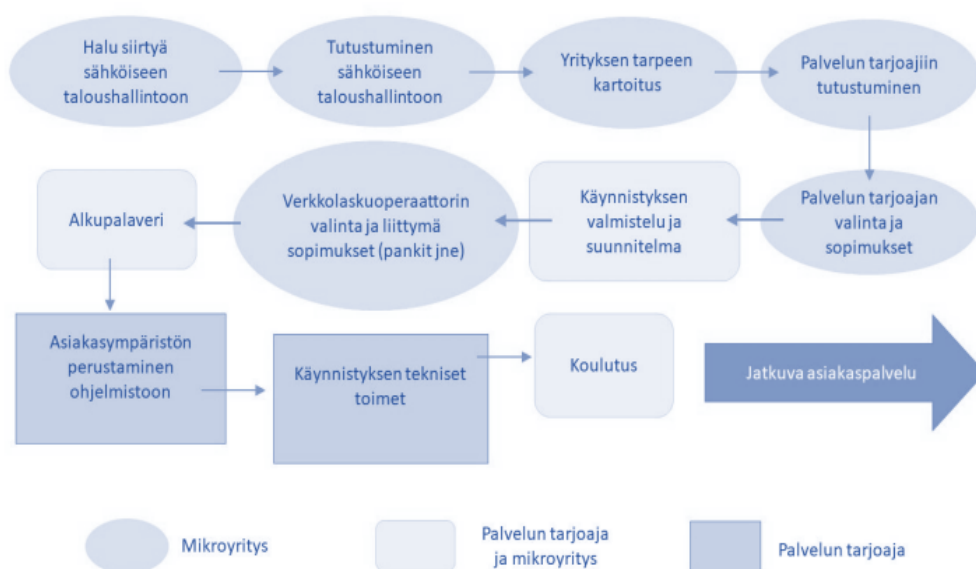 Halu siirtyä
sähköiseen
taloushallintoon
Tutustuminen
sähköiseen
taloushallintoon
Yrityksen tarpeen
kartoitus
Palvelun tarjoajiin
tutustuminen
Palvelun tarjoajan
valinta ja
sopimukset
Käynnistyksen
valmistelu ja
suunnitelma
Verkkolaskuoperaattorin
valinta ja liittymä
sopimukset (pankit jne)
Alkupalaveri
Asiakasympäristön
perustaminen
ohjelmistoon
Käynnistyksen tekniset
toimet
Koulutus
Jatkuva asiakaspalvelu
Mikroyritys
Palvelun tarjoaja
ja mikroyritys
Palvelun tarjoaja